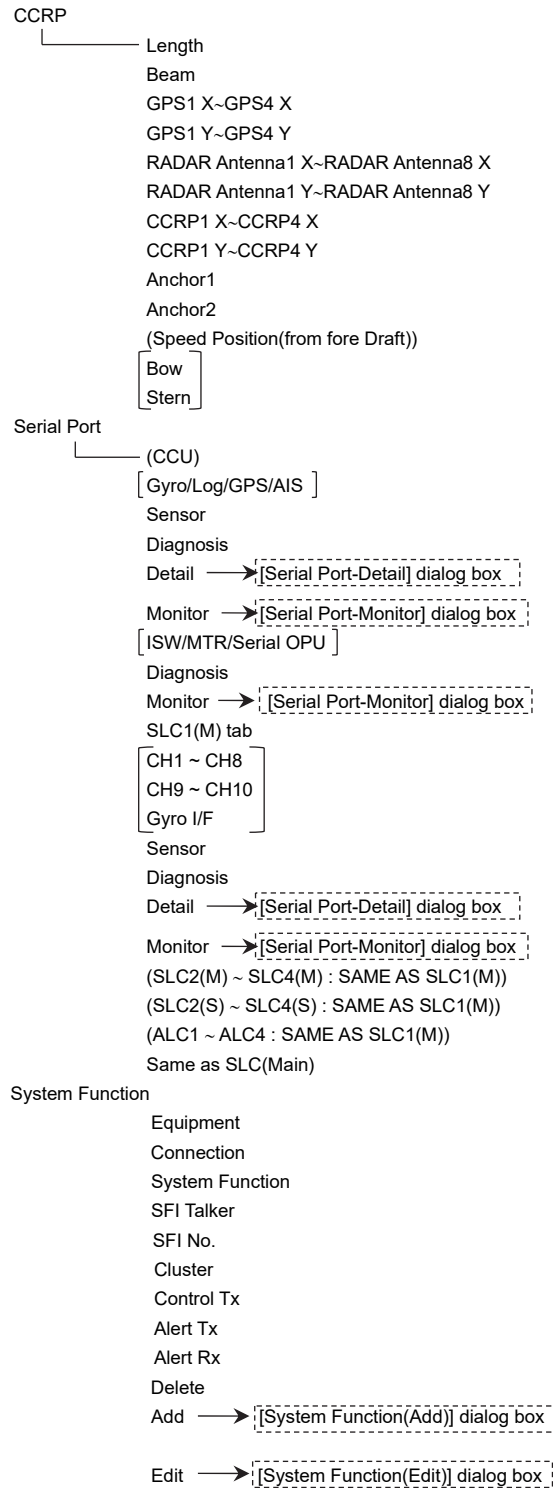 CCRP
Length
Beam
GPS1 X~GPS4 X
GPS1 Y~GPS4 Y
RADAR Antenna1 X~RADAR Antenna8 X
RADAR Antenna1 Y~RADAR Antenna8 Y
CCRP1 X~CCRP4 X
CCRP1 Y~CCRP4 Y
Anchor1
Anchor2
(Speed Position(from fore Draft))
Bow
Stern
Serial Port
(CCU)
Gyro/Log/GPS/AIS
Sensor
Diagnosis
Detail [Serial Port-Detail] dialog box
Monitor [Serial Port-Monitor] dialog box
ISW/MTR/Serial OPU
Diagnosis
Monitor [Serial Port-Monitor] dialog box
SLC1(M) tab
CH1 ~ CH8
CH9 ~ CH10
Gyro I/F
Sensor
Diagnosis
Detail [Serial Port-Detail] dialog box
Monitor [Serial Port-Monitor] dialog box
(SLC2(M) ~ SLC4(M) : SAME AS SLC1(M))
(SLC2(S) ~ SLC4(S) : SAME AS SLC1(M))
(ALC1 ~ ALC4 : SAME AS SLC1(M))
Same as SLC(Main)
System Function
Equipment
Connection
System Function
SFI Talker
SFI No.
Cluster
Control Tx
Alert Tx
Alert Rx
Delete
Add [System Function(Add)] dialog box
Edit [System Function(Edit)] dialog box